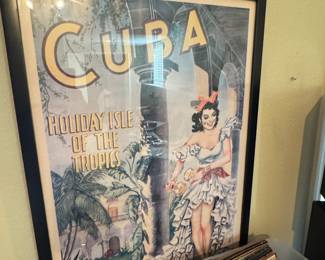 CUBA
HOLIDAY ISLE
OF THE
TROPICS